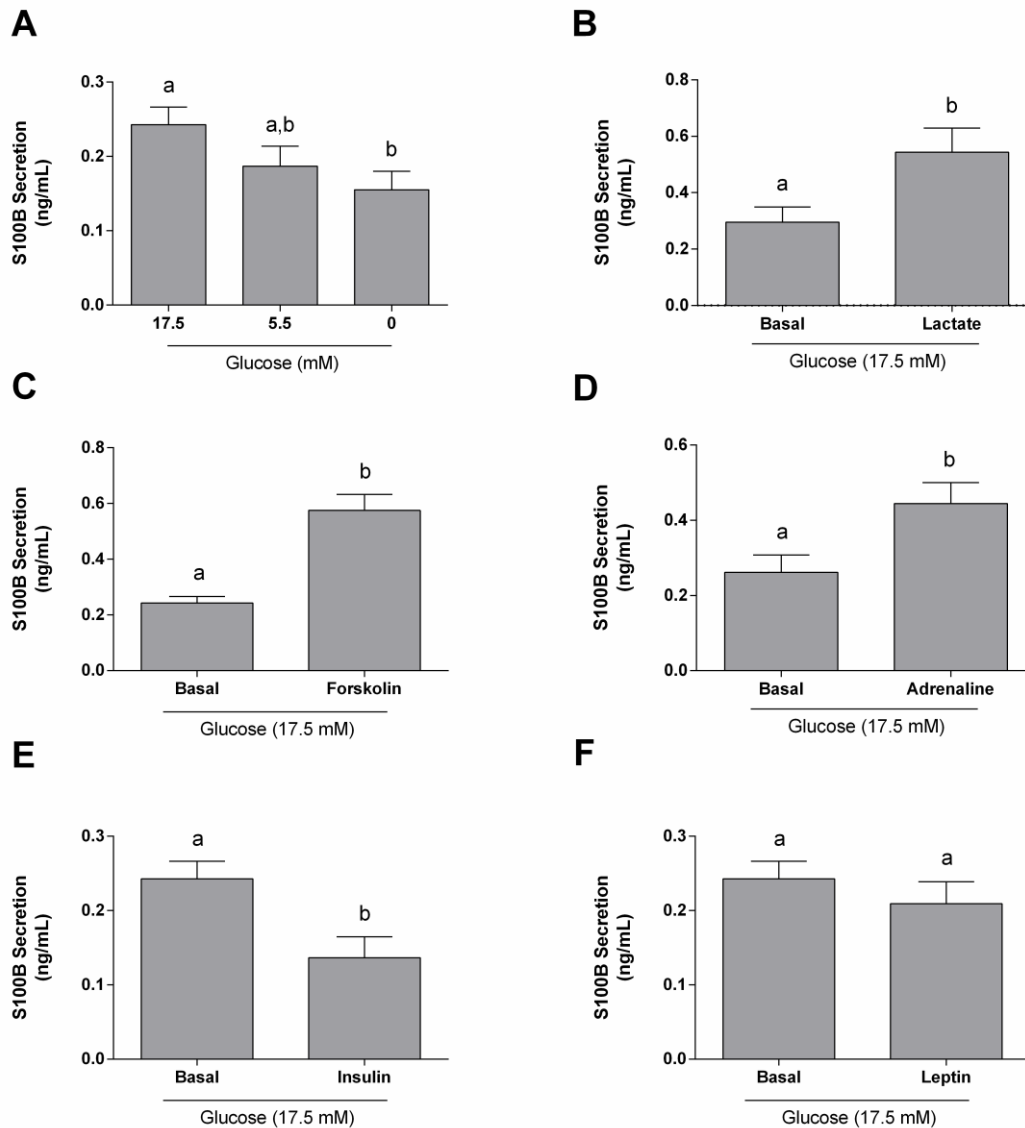 A
S100B Secretion
(ng/mL)
0.3
0.2
0.1
0.0
a
a,b
b
17.5 5.5 0
Glucose (mM)
B
S100B Secretion
(ng/mL)
0.8
0.6
0.4
0.2
0.0
a
b
Basal Lactate
Glucose (17.5 mM)
C
S100B Secretion
(ng/mL)
0.8
0.6
0.4
0.2
0.0
a
b
Basal Forskolin
Glucose (17.5 mM)
D
S100B Secretion
(ng/mL)
0.6
0.4
0.2
0.0
a
b
Basal Adrenaline
Glucose (17.5 mM)
E
S100B Secretion
(ng/mL)
0.3
0.2
0.1
0.0
a
b
Basal Insulin
Glucose (17.5 mM)
F
S100B Secretion
(ng/mL)
0.3
0.2
0.1
0.0
a
a
Basal Leptin
Glucose (17.5 mM)